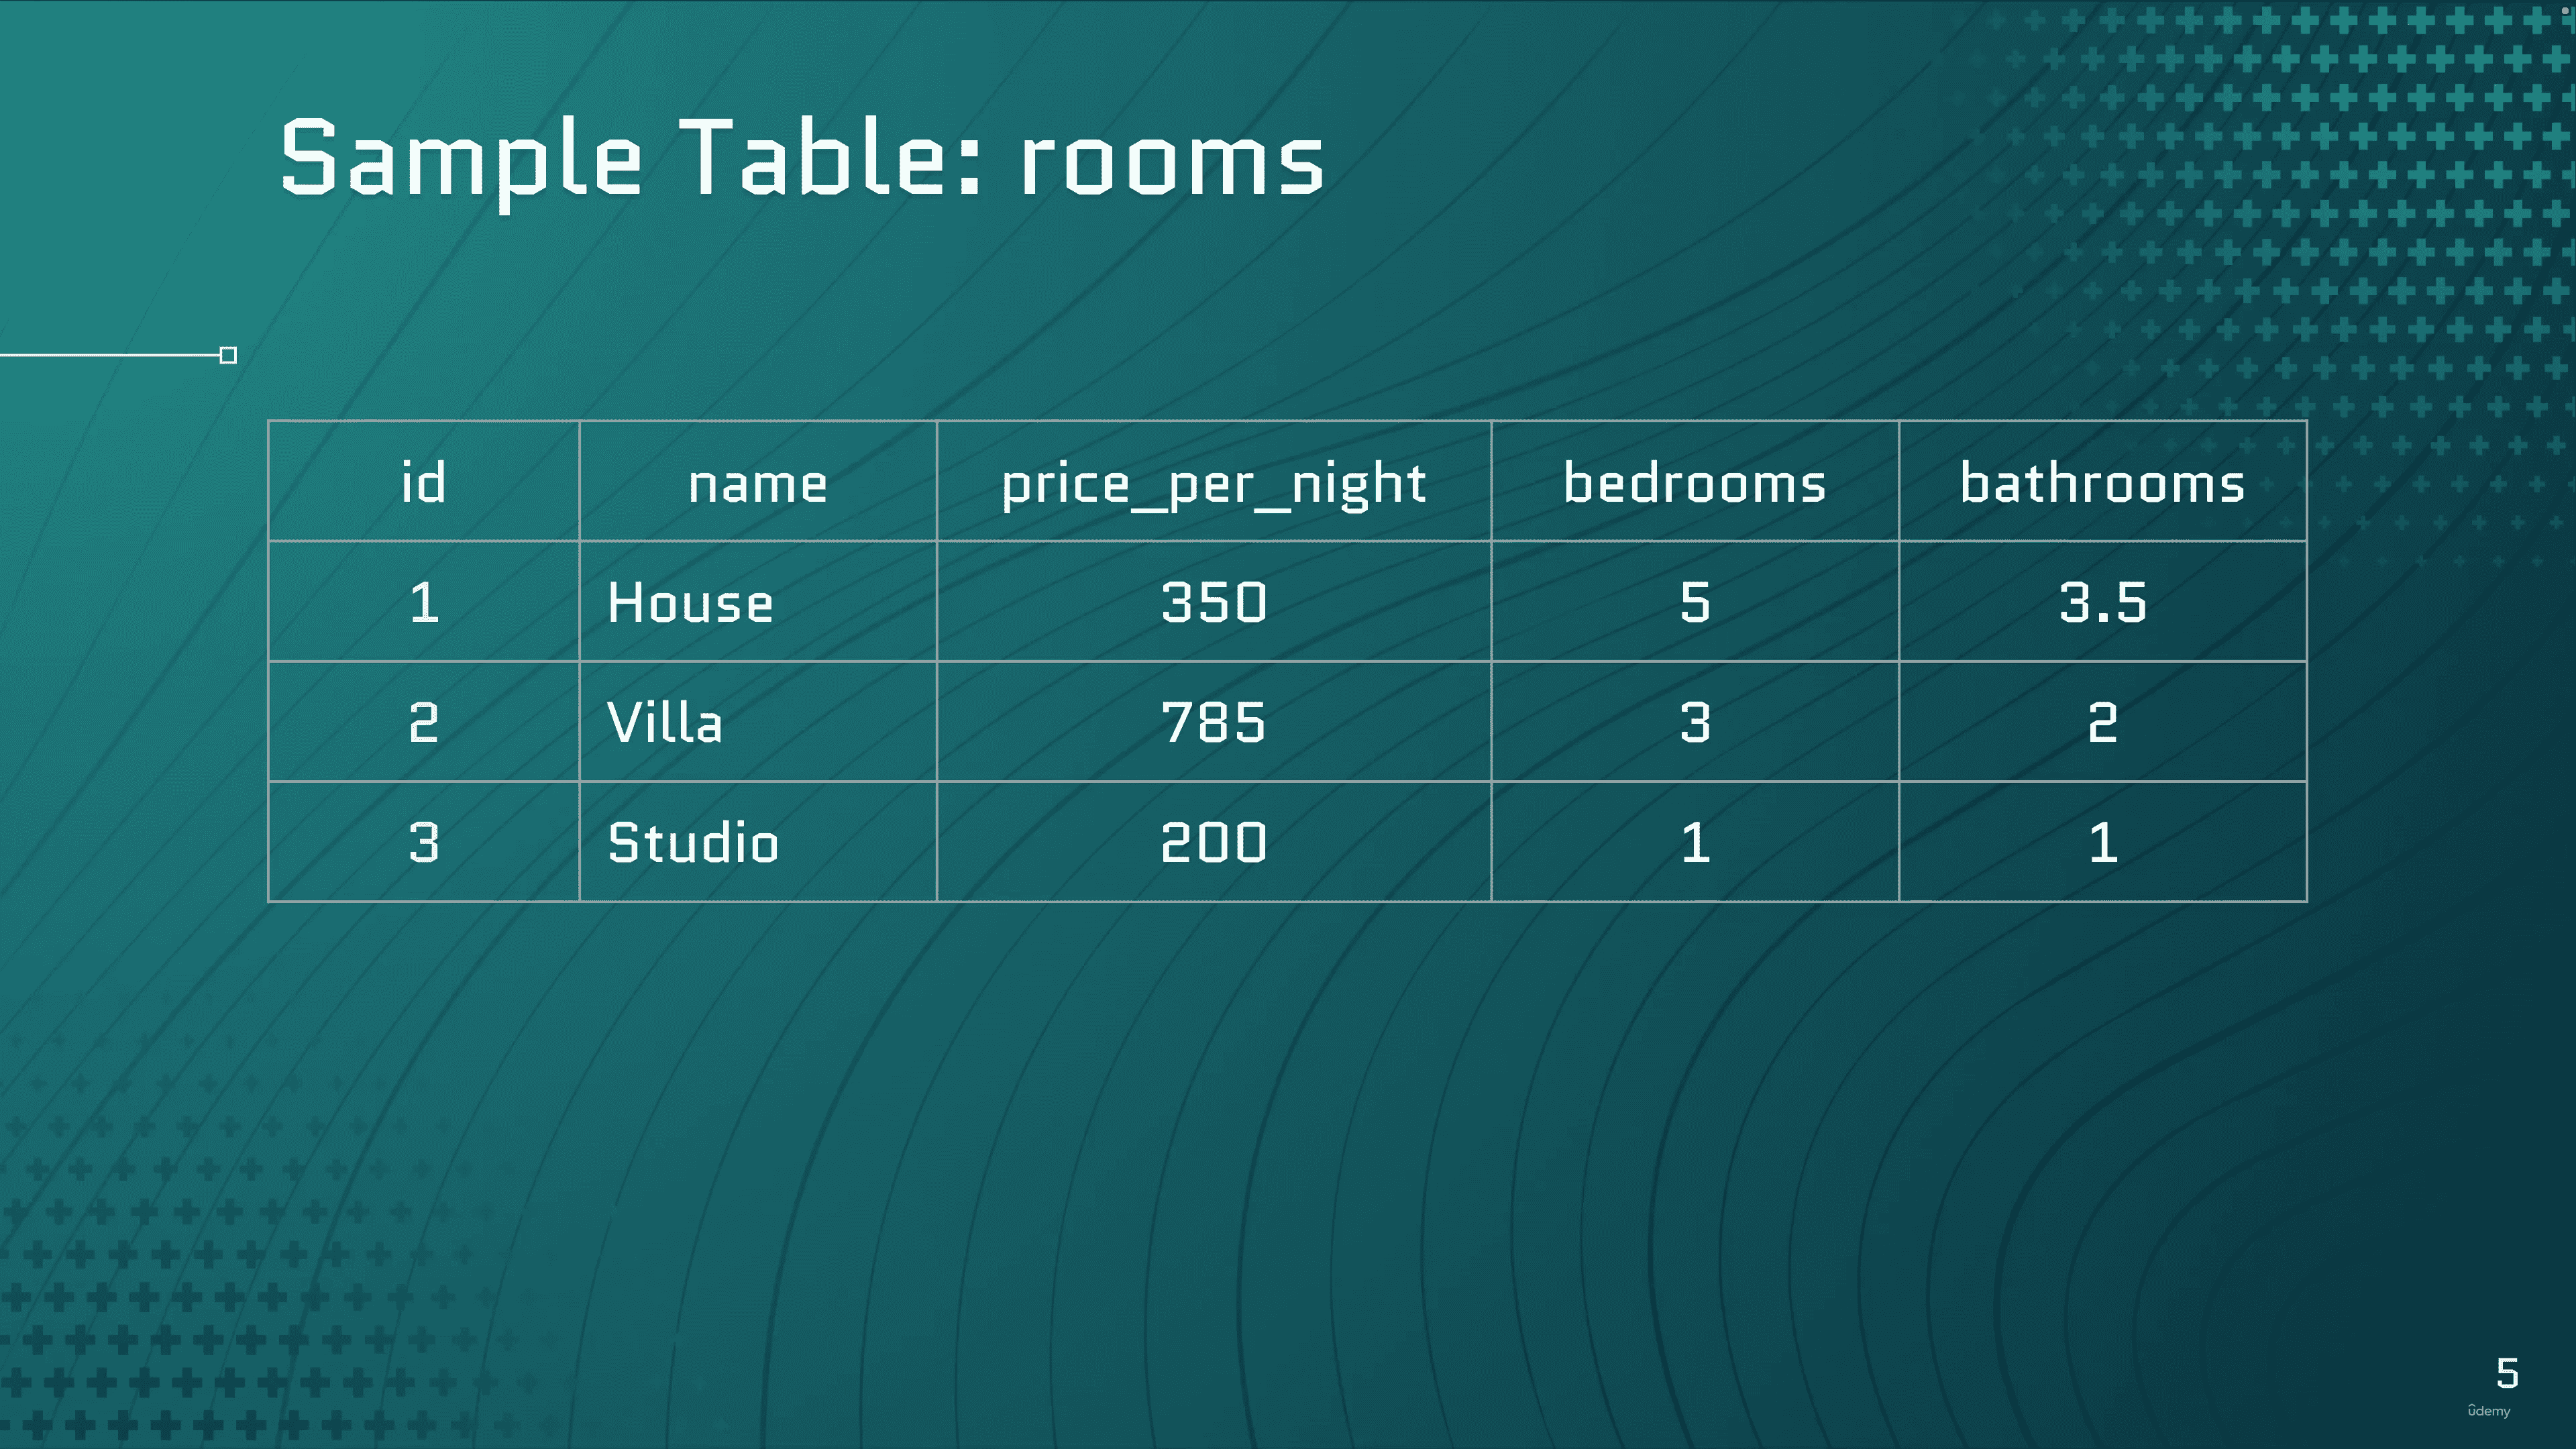 Sample Table: rooms
id name price_per_night bedrooms bathrooms
1 House 350 5 3.5
2 Villa 785 3 2
3 Studio 200 1 1
5
ûdemy